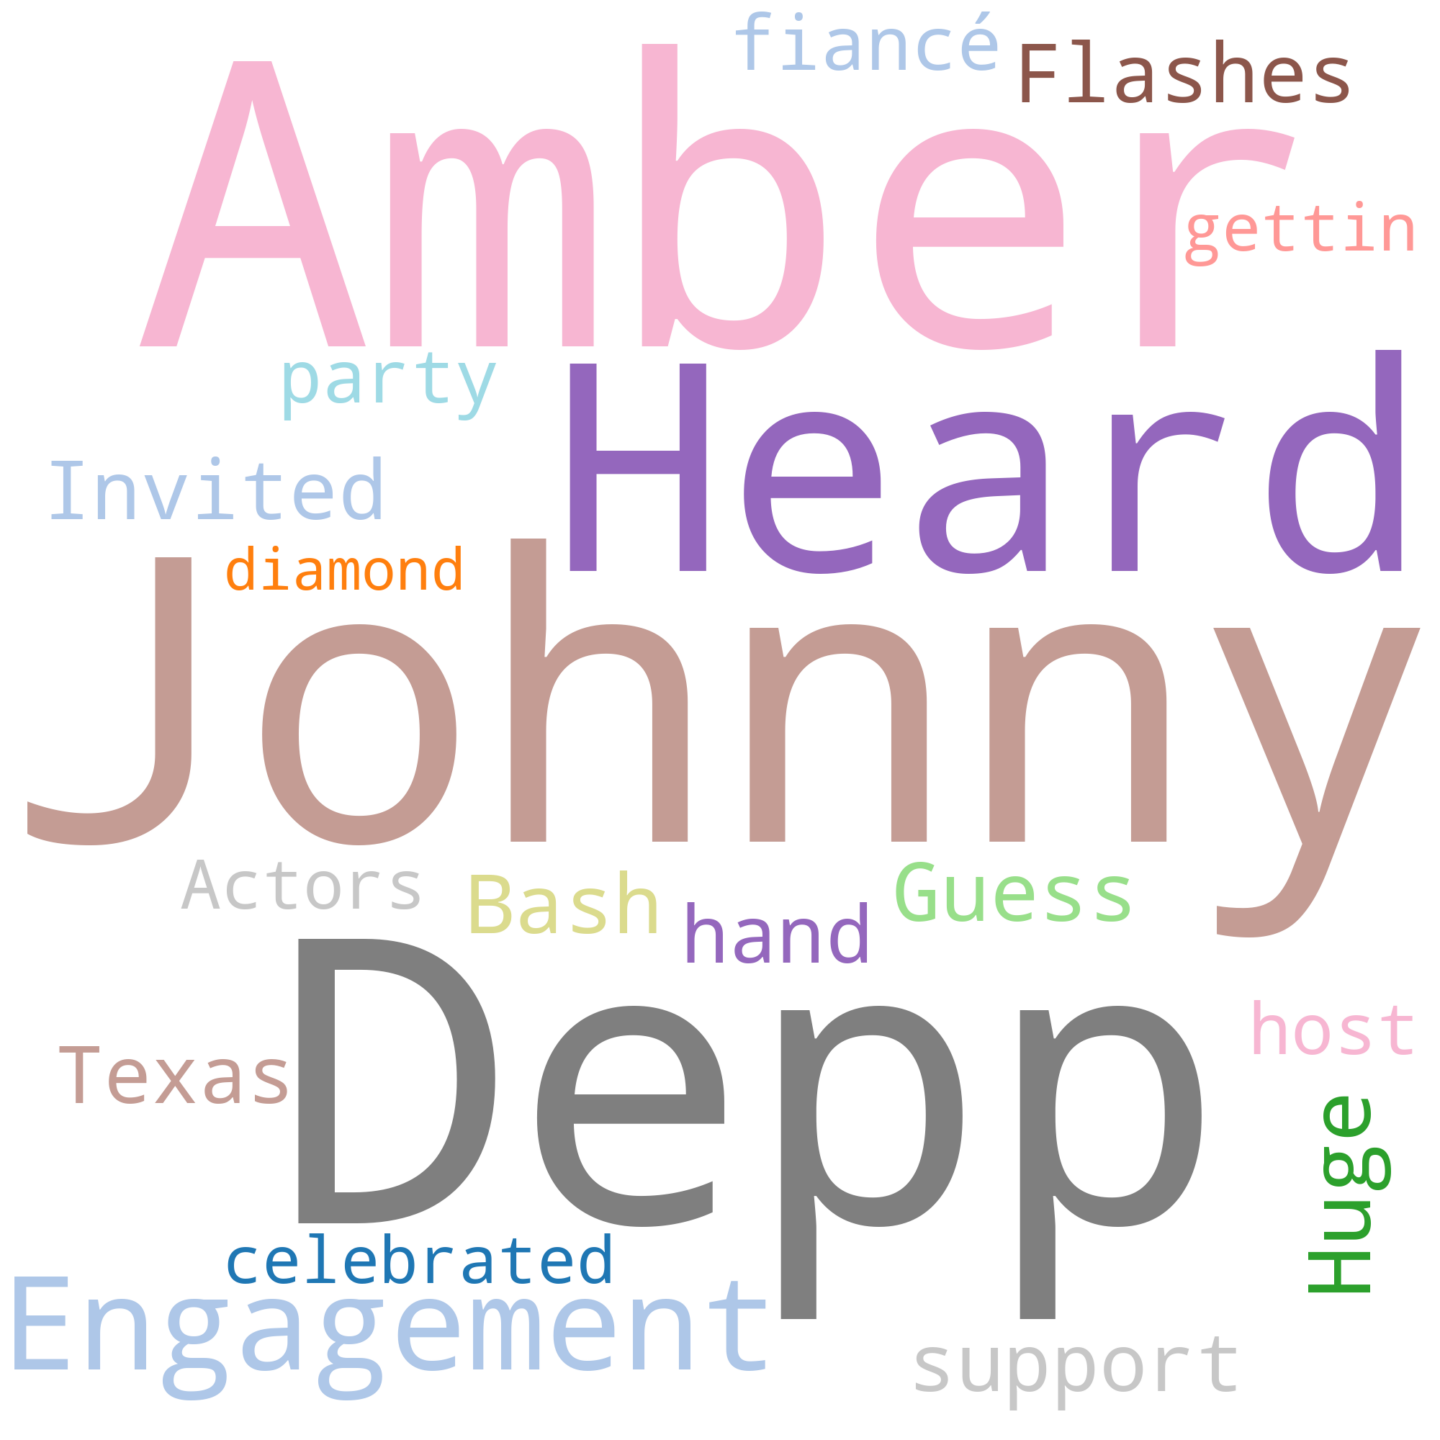 fiancé
Flashes
Amber
gettin
party
Heard
Invited
diamond
Johnny
Actors
Bash
Guess
hand
Depp
Texas
host
Huge
celebrated
Engagement
support